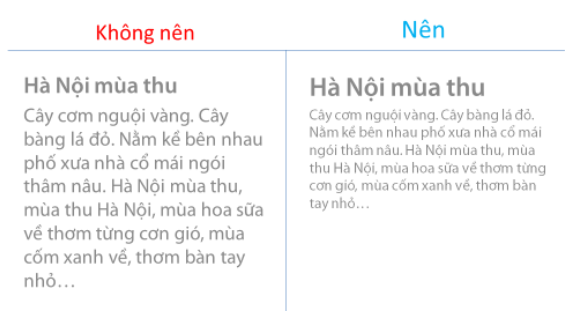 Không nên
Nên
Hà Nội mùa thu
Cây cơm nguội vàng. Cây
bàng lá đỏ. Nằm kề bên nhau
phố xưa nhà cổ mái ngói
thâm nâu. Hà Nội mùa thu,
mùa thu Hà Nội, mùa hoa sữa
về thơm từng cơn gió, mùa
cốm xanh về, thơm bàn tay
nhỏ…
Hà Nội mùa thu
Cây cơm nguội vàng. Cây bàng lá đỏ.
Nằm kề bên nhau phố xưa nhà cổ mái
ngói thâm nâu. Hà Nội mùa thu, mùa
thu Hà Nội, mùa hoa sữa về thơm từng
cơn gió, mùa cốm xanh về, thơm bàn
tay nhỏ…